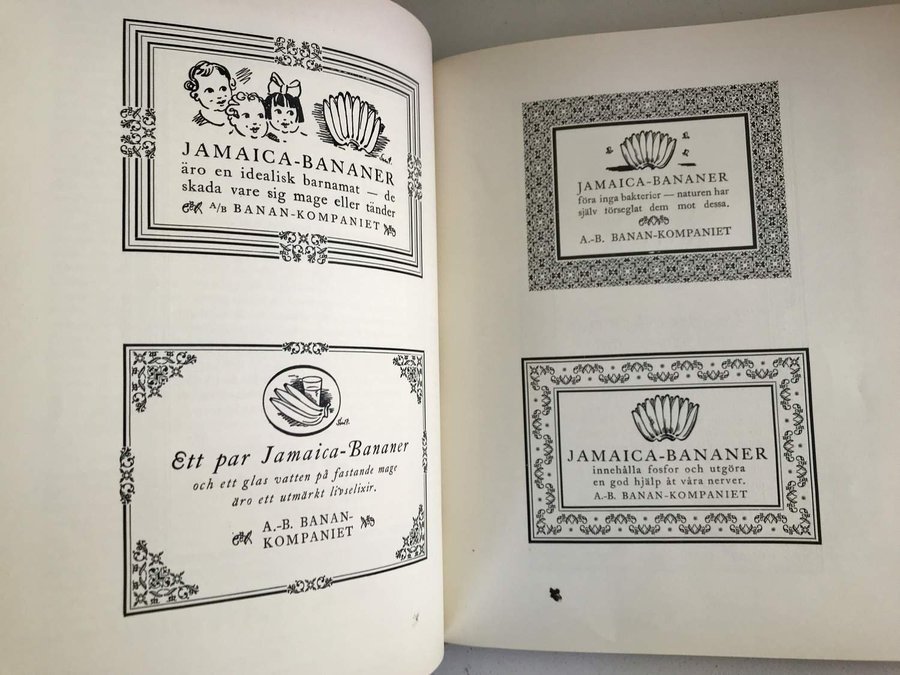 JAMAICA-BANANER
äro en idealisk barnamat — de
skada vare sig mage eller tänder
A/B BANAN-KOMPANIET
Ett par Jamaica-Bananer
och ett glas vatten på fastande mage
äro ett utmärkt livselixir.
A.-B. BANAN-
KOMPANIET
JAMAICA-BANANER
föra inga bakterier — naturen har
själv förseglat dem mot dessa.
A.-B. BANAN-KOMPANIET
JAMAICA-BANANER
innehålla fosfor och utgöra
en god hjälp åt våra nerver.
A.-B. BANAN-KOMPANIET